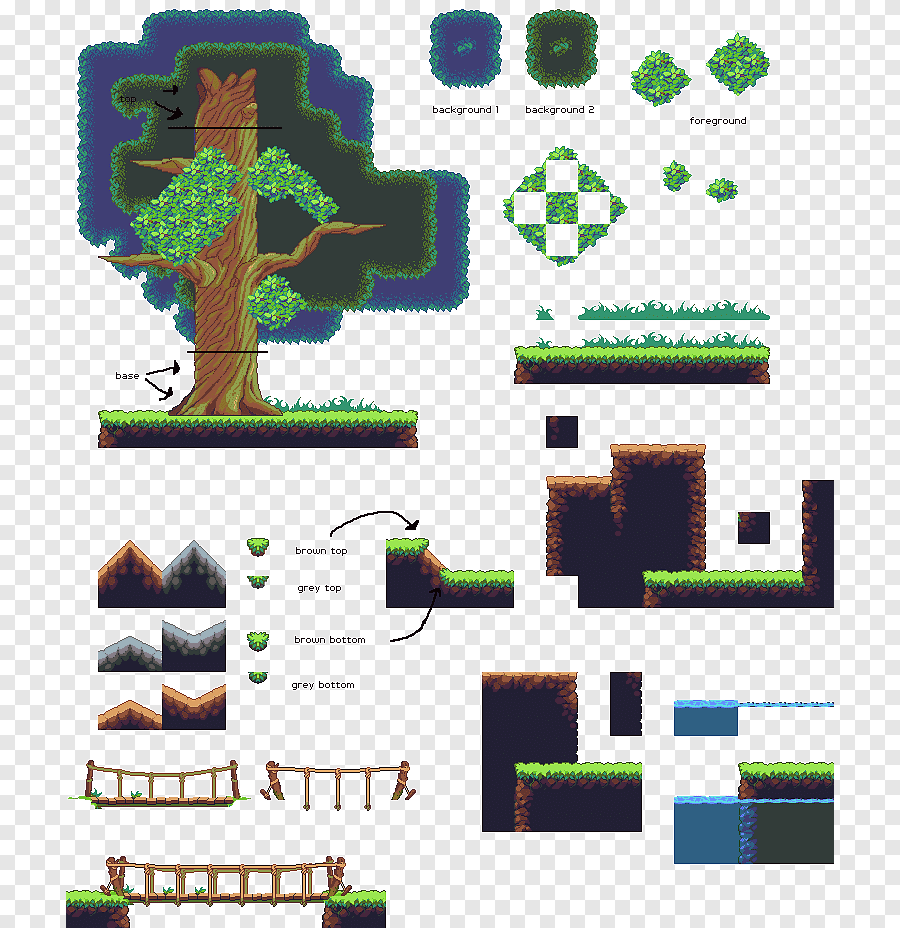 top
background 1
background 2
foreground
base
brown top
grey top
brown bottom
grey bottom